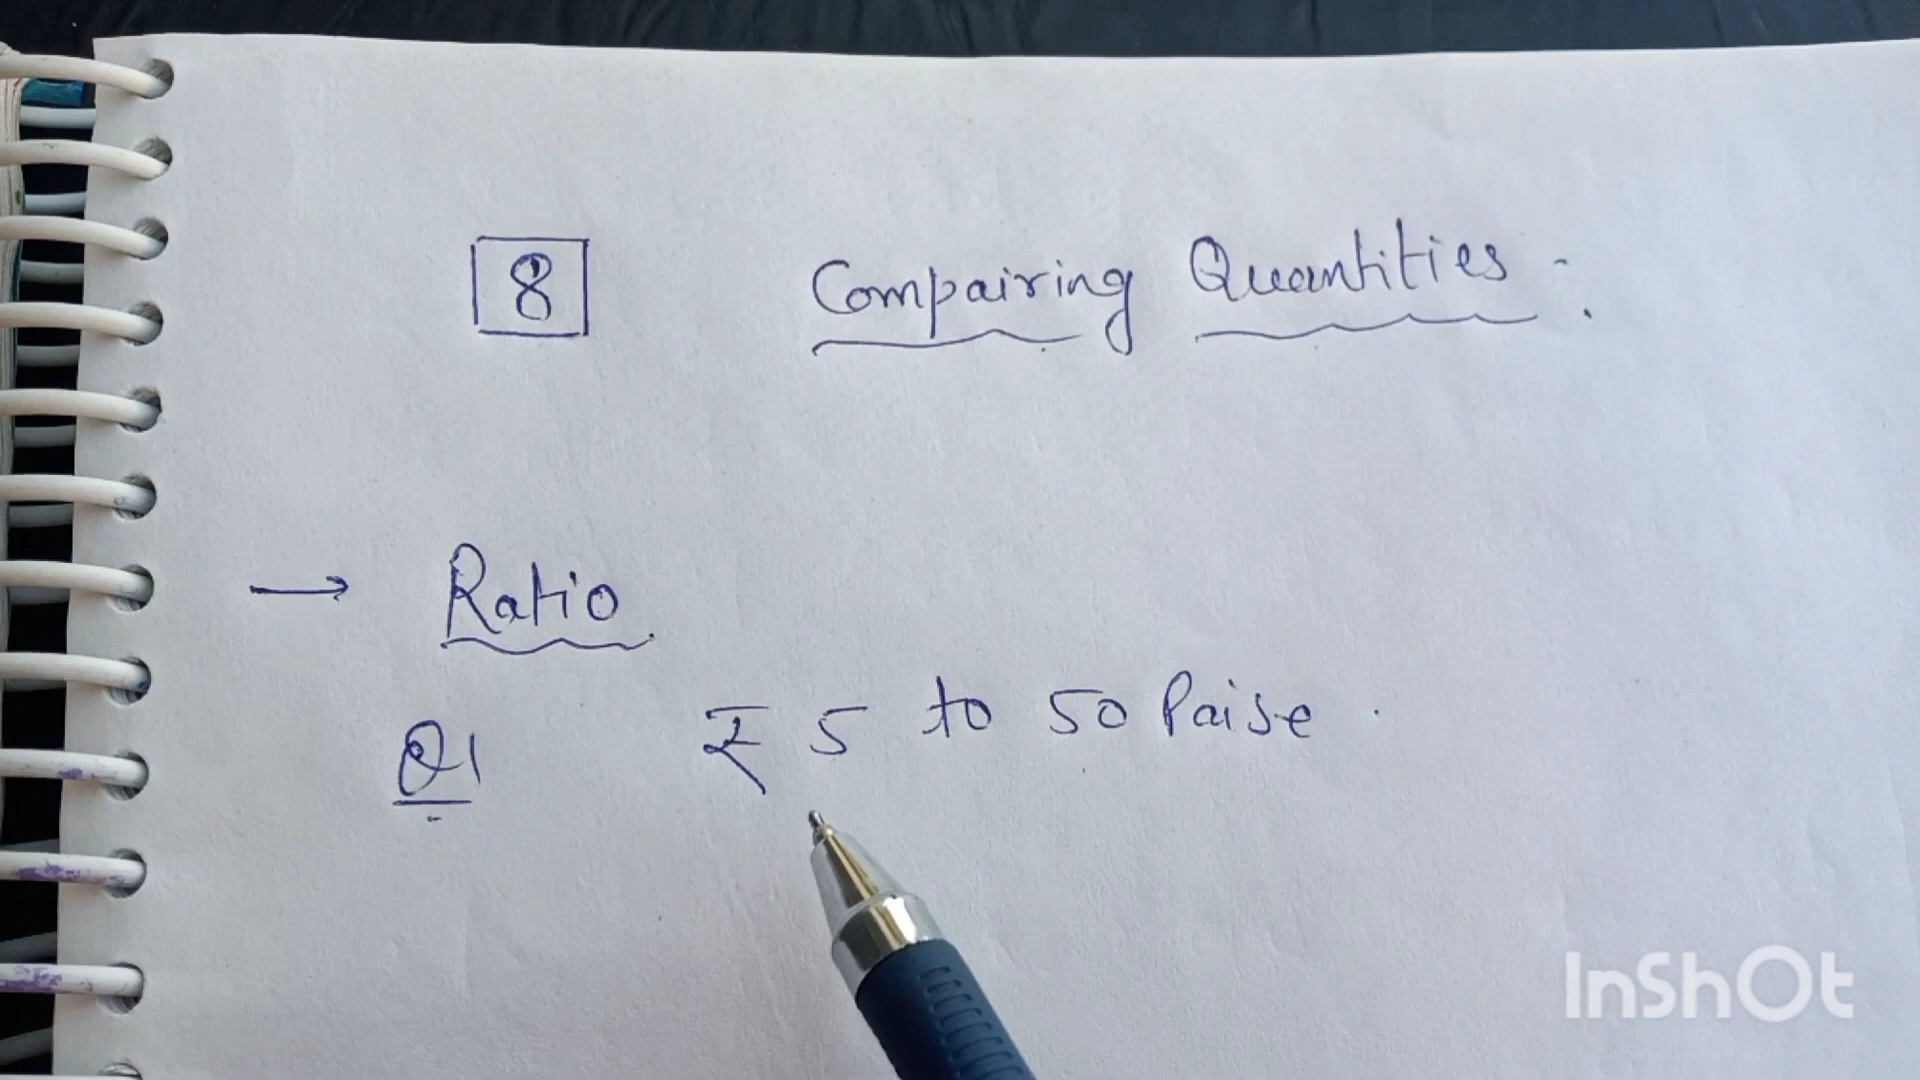 8 Compairing Quantities.
→ Ratio
Q1 ₹ 5 to 50 Paise.
InShOt